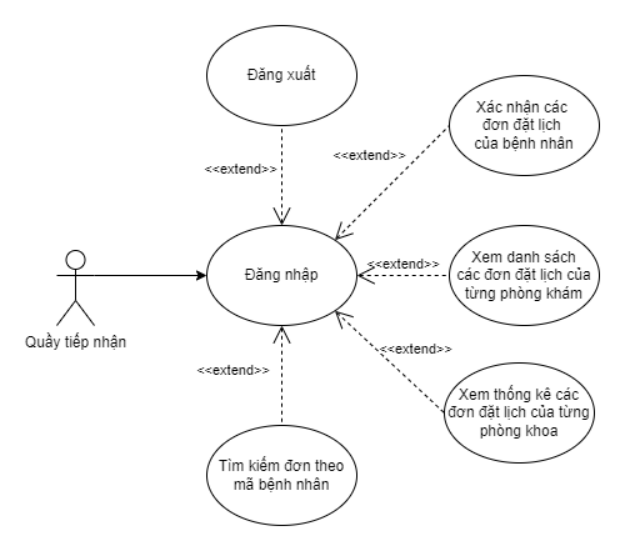 Đăng xuất
Xác nhận các
đơn đặt lịch
của bệnh nhân
<<extend>>
<<extend>>
Đăng nhập
<<extend>>
Xem danh sách
các đơn đặt lịch của
từng phòng khám
Quầy tiếp nhận
<<extend>>
<<extend>>
Xem thống kê các
đơn đặt lịch của từng
phòng khoa
Tìm kiếm đơn theo
mã bệnh nhân